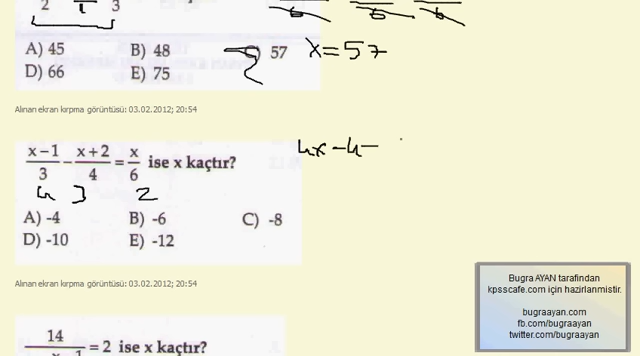 2 1 3
A) 45 B) 48 57 x = 57
D) 66 E) 75
Alınan ekran kırpma görüntüsü: 03.02.2012; 20:54
x−1/3 − x+2/4 = x/6 ise x kaçtır? 4x − 4 −
4 3 2
A) -4 B) -6 C) -8
D) -10 E) -12
Alınan ekran kırpma görüntüsü: 03.02.2012; 20:54
14
= 2 ise x kaçtır?
Bugra AYAN tarafindan
kpsscafe.com için hazirlanmistir.
bugraayan.com
fb.com/bugraayan
twitter.com/bugraayan